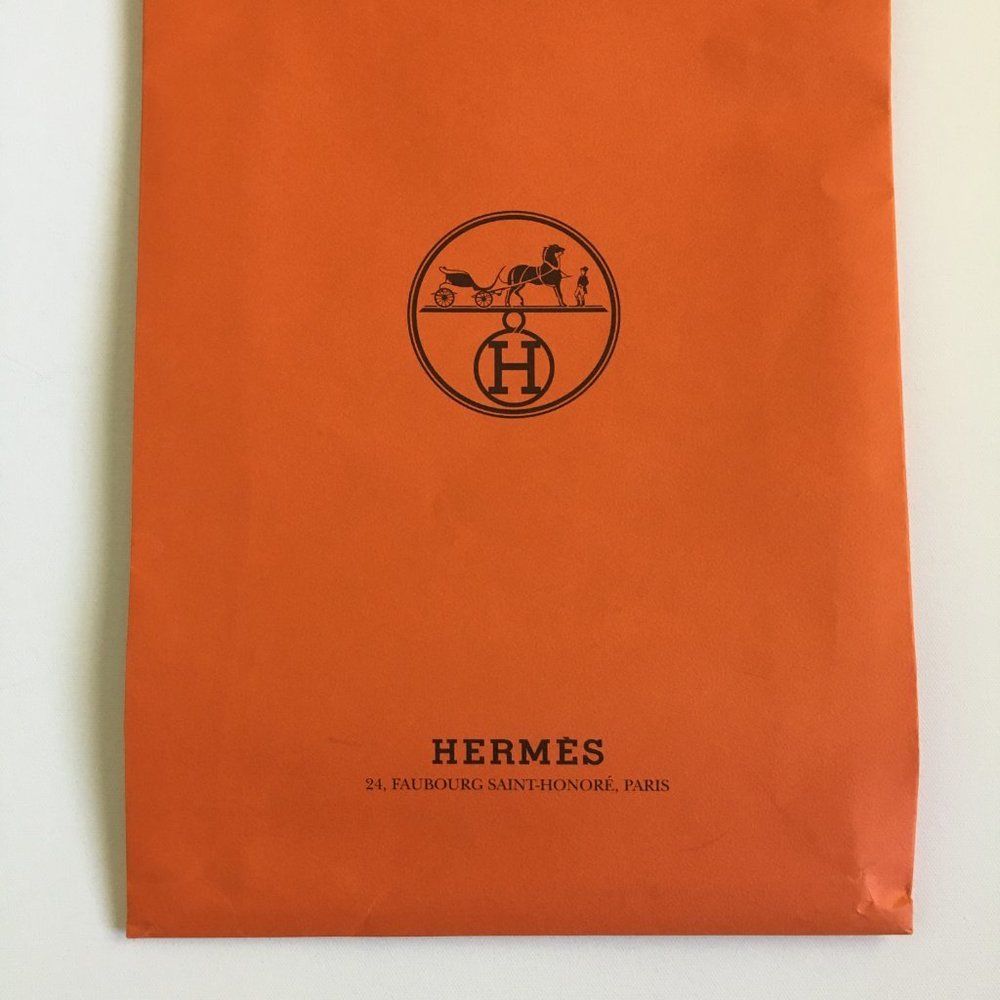 H
HERMÈS
24, FAUBOURG SAINT-HONORÉ, PARIS